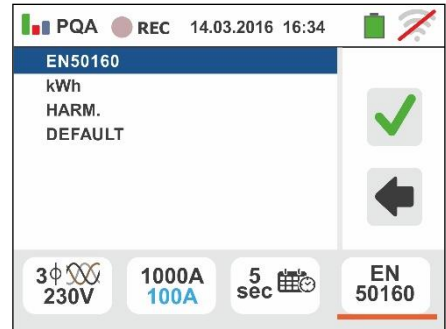 PQA REC 14.03.2016 16:34
EN50160
kWh
HARM.
DEFAULT
3ϕ 230V
1000A
100A
5 sec
EN
50160